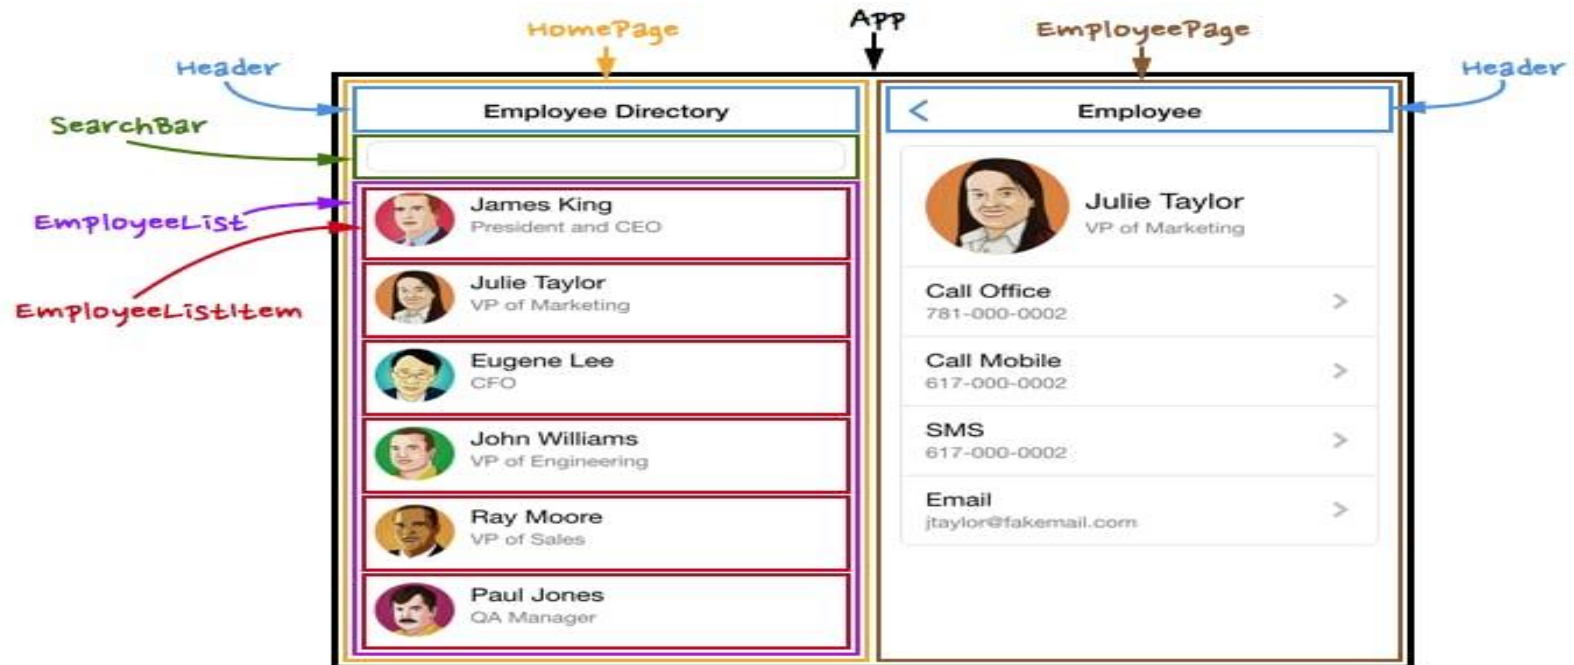 HomePage
App
EmployeePage
Header
Header
SearchBar
EmployeeList
EmployeeListItem
Employee Directory
James King
President and CEO
Julie Taylor
VP of Marketing
Eugene Lee
CFO
John Williams
VP of Engineering
Ray Moore
VP of Sales
Paul Jones
QA Manager
< Employee
Julie Taylor
VP of Marketing
Call Office
781-000-0002
>
Call Mobile
617-000-0002
>
SMS
617-000-0002
>
Email
jtaylor@fakemail.com
>